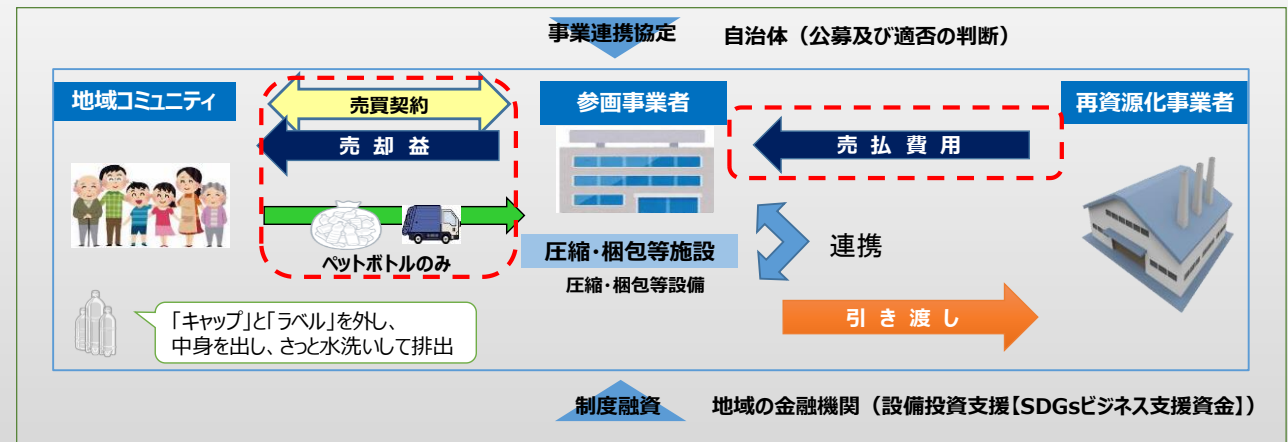 事業連携協定
自治体（公募及び適否の判断）
地域コミュニティ
売買契約
参画事業者
再資源化事業者
売却益
売払費用
ペットボトルのみ
圧縮・梱包等施設
連携
圧縮・梱包等設備
引き渡し
「キャップ」と「ラベル」を外し、
中身を出し、さっと水洗いして排出
制度融資
地域の金融機関（設備投資支援【SDGsビジネス支援資金】）